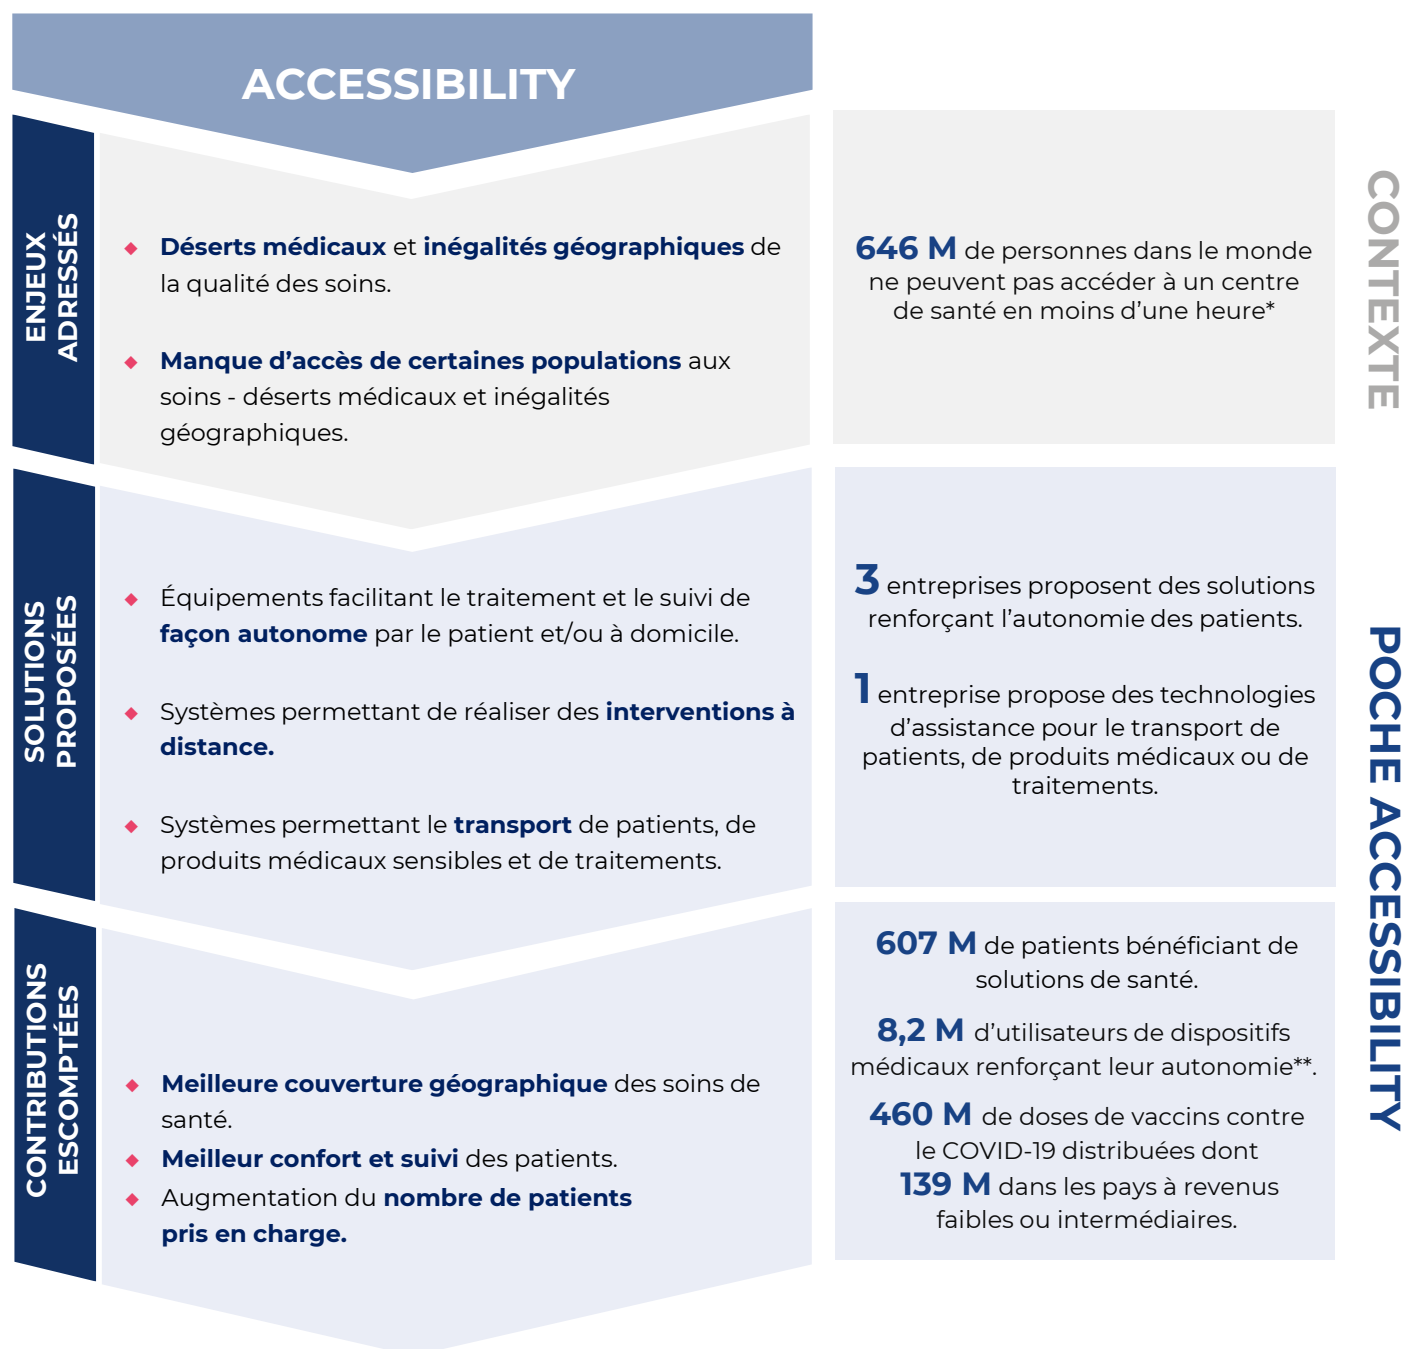 ACCESSIBILITY
ENJEUX
ADRESSÉS
◆ Déserts médicaux et inégalités géographiques de
la qualité des soins.
◆ Manque d’accès de certaines populations aux
soins - déserts médicaux et inégalités
géographiques.
646 M de personnes dans le monde
ne peuvent pas accéder à un centre
de santé en moins d’une heure*
CONTEXTE
SOLUTIONS
PROPOSÉES
◆ Équipements facilitant le traitement et le suivi de
façon autonome par le patient et/ou à domicile.
◆ Systèmes permettant de réaliser des interventions à
distance.
◆ Systèmes permettant le transport de patients, de
produits médicaux sensibles et de traitements.
3 entreprises proposent des solutions
renforçant l’autonomie des patients.
1 entreprise propose des technologies
d’assistance pour le transport de
patients, de produits médicaux ou de
traitements.
POCHE ACCESSIBILITY
CONTRIBUTIONS
ESCOMPTÉES
◆ Meilleure couverture géographique des soins de
santé.
◆ Meilleur confort et suivi des patients.
◆ Augmentation du nombre de patients
pris en charge.
607 M de patients bénéficiant de
solutions de santé.
8,2 M d’utilisateurs de dispositifs
médicaux renforçant leur autonomie**.
460 M de doses de vaccins contre
le COVID-19 distribuées dont
139 M dans les pays à revenus
faibles ou intermédiaires.